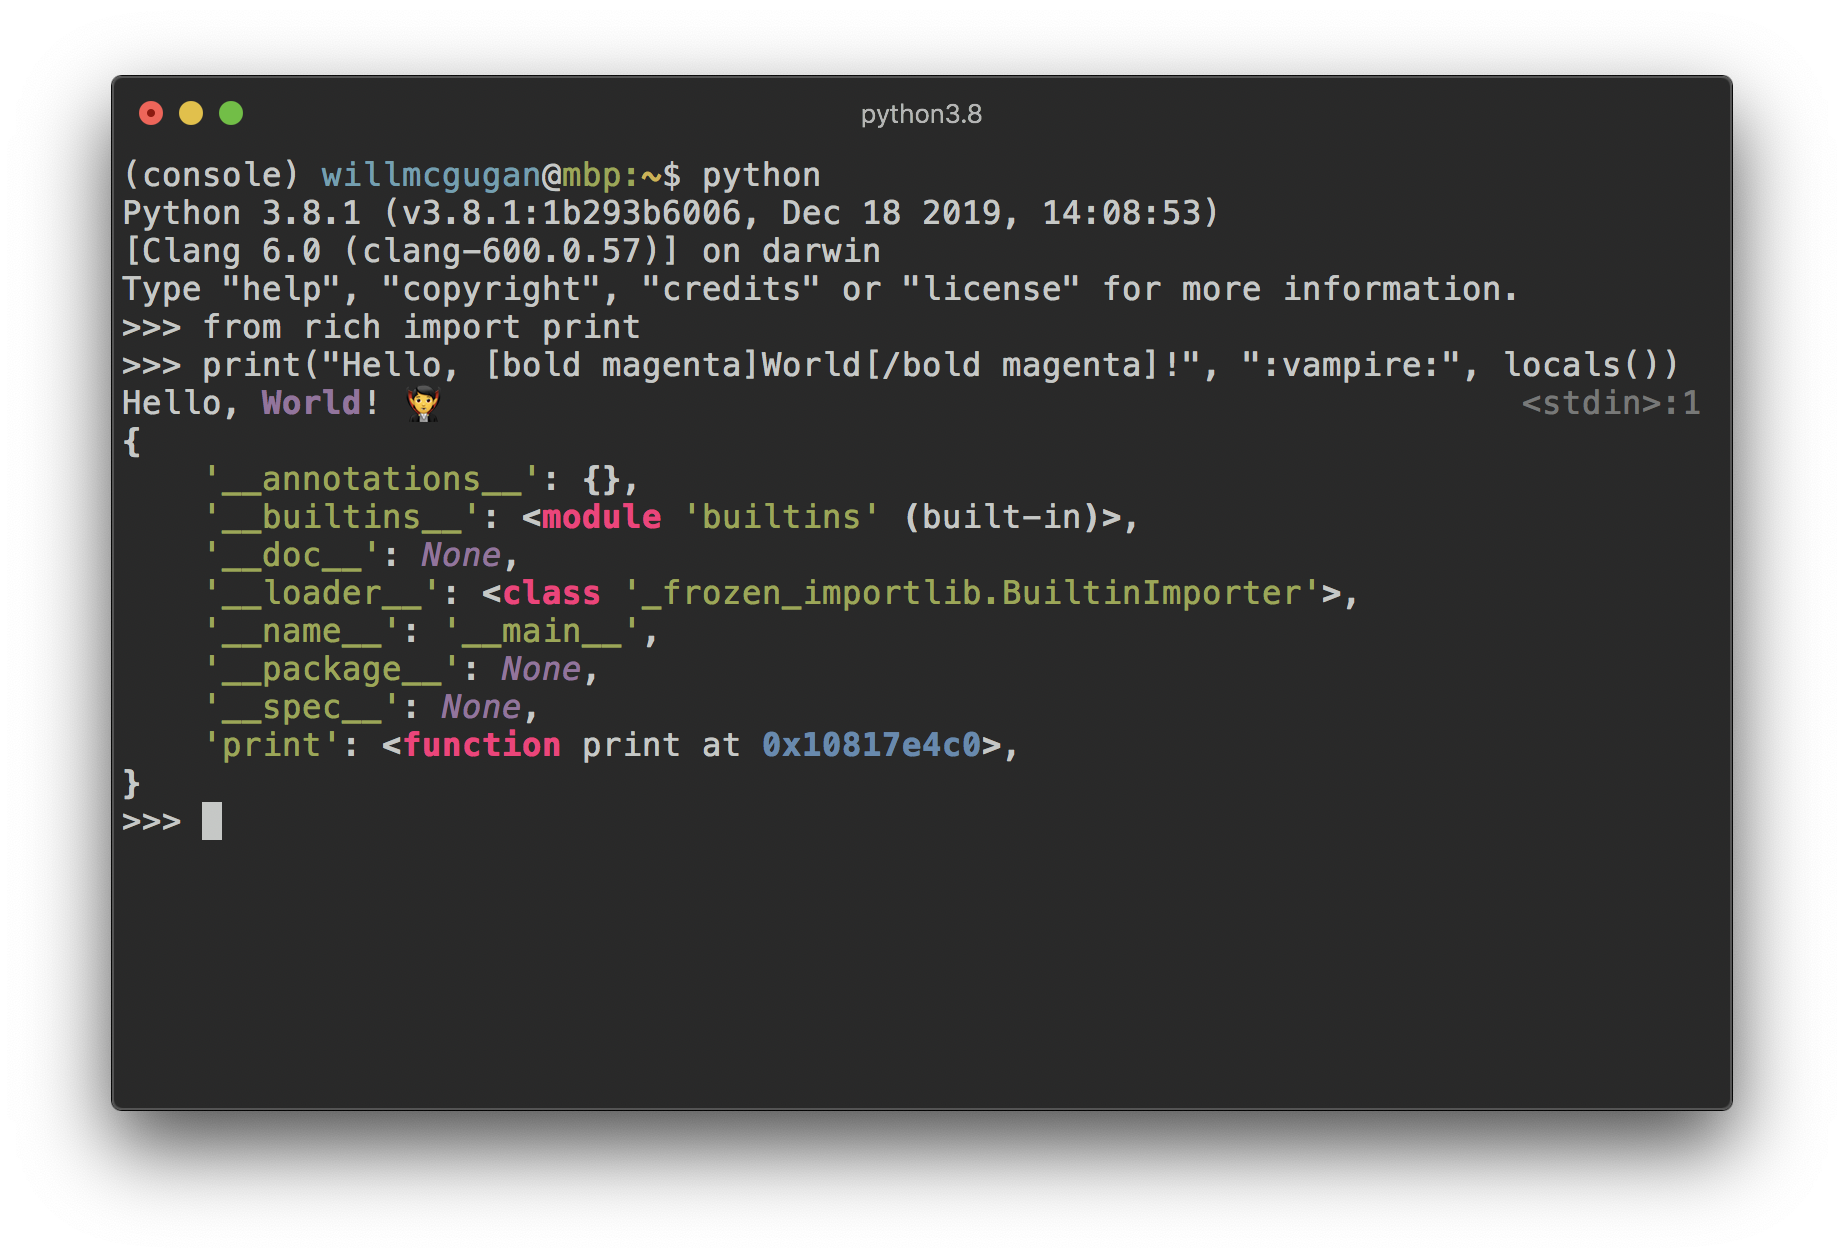 python3.8
(console) willmcgugan@mbp:~$ python
Python 3.8.1 (v3.8.1:1b293b6006, Dec 18 2019, 14:08:53)
[Clang 6.0 (clang-600.0.57)] on darwin
Type "help", "copyright", "credits" or "license" for more information.
>>> from rich import print
>>> print("Hello, [bold magenta]World[/bold magenta]!", ":vampire:", locals())
Hello, World! 🧛 <stdin>:1
{
    '__annotations__': {},
    '__builtins__': <module 'builtins' (built-in)>,
    '__doc__': None,
    '__loader__': <class '_frozen_importlib.BuiltinImporter'>,
    '__name__': '__main__',
    '__package__': None,
    '__spec__': None,
    'print': <function print at 0x10817e4c0>,
}
>>>